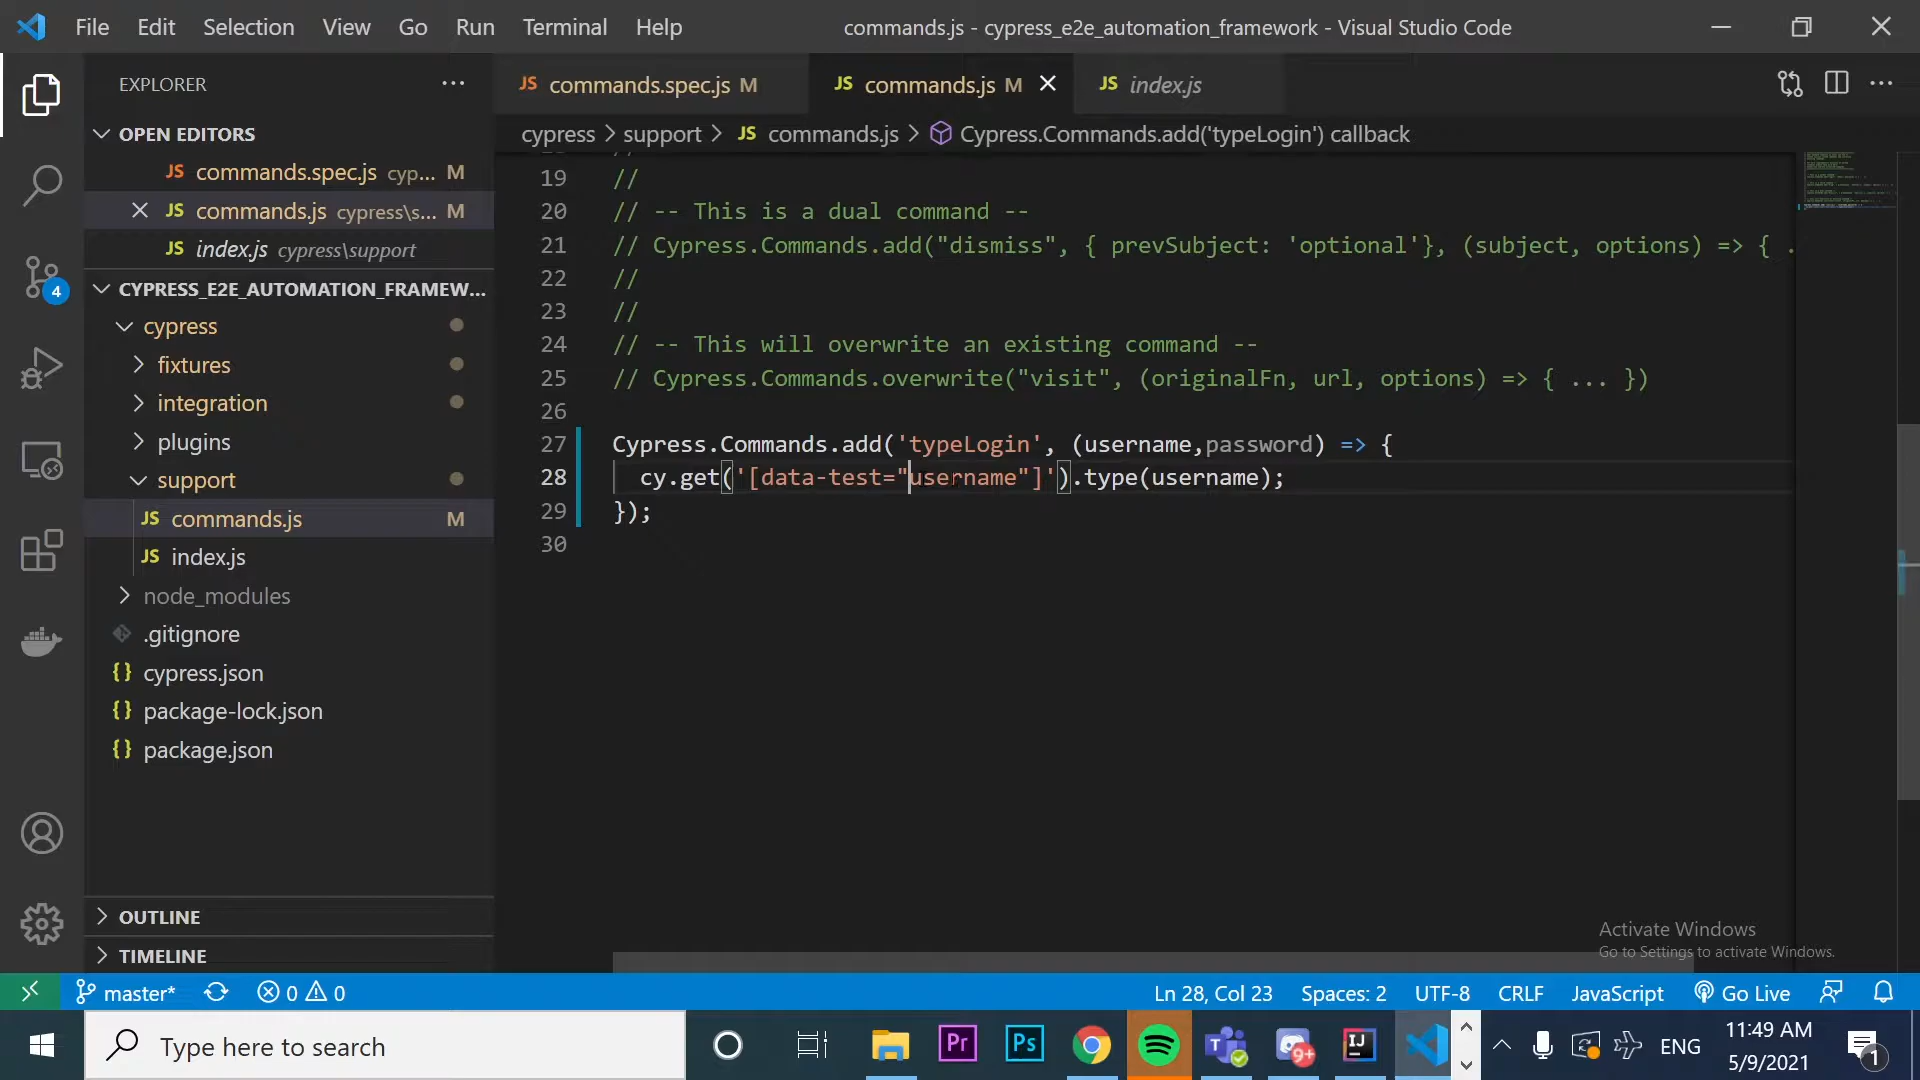 File Edit Selection View Go Run Terminal Help
commands.js - cypress_e2e_automation_framework - Visual Studio Code
EXPLORER
OPEN EDITORS
JS commands.spec.js cyp... M
JS commands.js cypress\s... M
JS index.js cypress\support
CYPRESS_E2E_AUTOMATION_FRAMEW...
cypress
fixtures
integration
plugins
support
JS commands.js M
JS index.js
node_modules
.gitignore
{} cypress.json
{} package-lock.json
{} package.json
OUTLINE
TIMELINE
4
JS commands.spec.js M
JS commands.js M
JS index.js
cypress > support > JS commands.js > Cypress.Commands.add('typeLogin') callback
19 //
20 // -- This is a dual command --
21 // Cypress.Commands.add("dismiss", { prevSubject: 'optional'}, (subject, options) => { .
22 //
23 //
24 // -- This will overwrite an existing command --
25 // Cypress.Commands.overwrite("visit", (originalFn, url, options) => { ... })
26
27 Cypress.Commands.add('typeLogin', (username,password) => {
28 cy.get('[data-test="username"]').type(username);
29 });
30
Activate Windows
Go to Settings to activate Windows.
master* 0 0
Ln 28, Col 23 Spaces: 2 UTF-8 CRLF JavaScript Go Live
Type here to search
Pr
Ps
T
9+
IJ
ENG
11:49 AM
5/9/2021
1